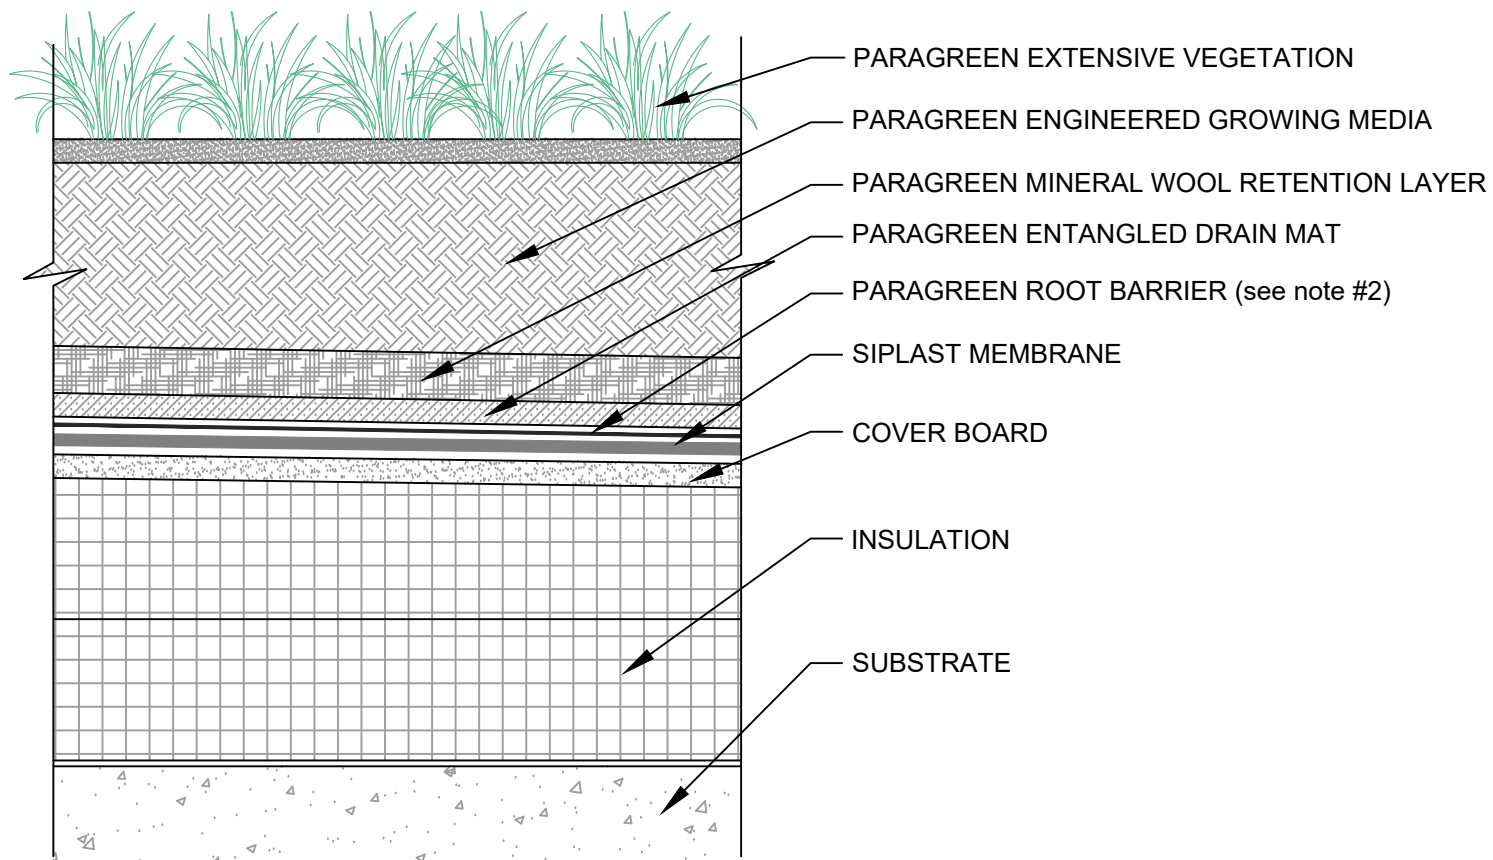 PARAGREEN EXTENSIVE VEGETATION
PARAGREEN ENGINEERED GROWING MEDIA
PARAGREEN MINERAL WOOL RETENTION LAYER
PARAGREEN ENTANGLED DRAIN MAT
PARAGREEN ROOT BARRIER (see note #2)
SIPLAST MEMBRANE
COVER BOARD
INSULATION
SUBSTRATE